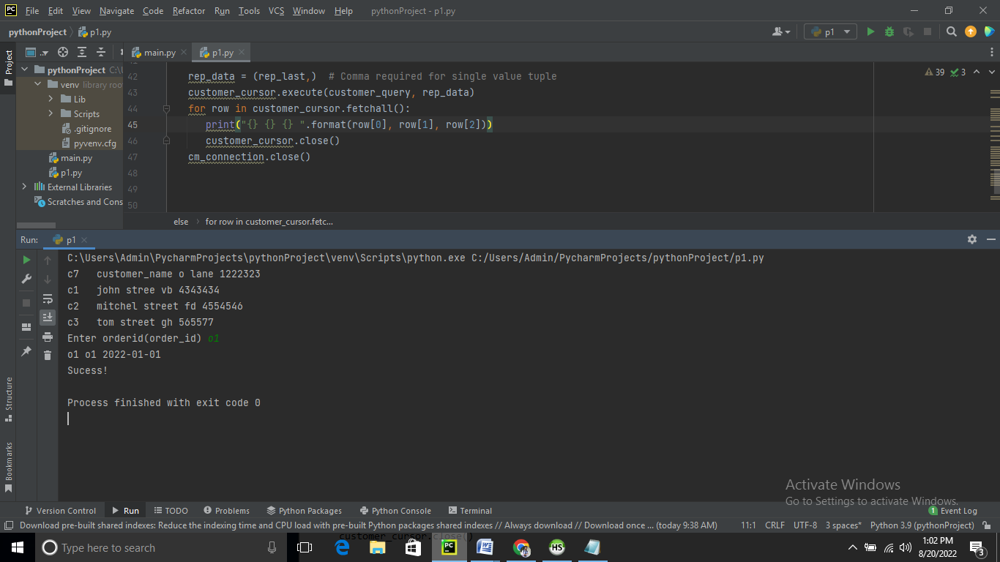 PC File Edit View Navigate Code Refactor Run Tools VCS Window Help pythonProject - p1.py
pythonProject p1.py p1
Project main.py p1.py
pythonProject C:\
venv library roo
Lib
Scripts
.gitignore
pyvenv.cfg
main.py
p1.py
External Libraries
Scratches and Cons
39 3
42 rep_data = (rep_last,) # Comma required for single value tuple
43 customer_cursor.execute(customer_query, rep_data)
44 for row in customer_cursor.fetchall():
45 print("{} {} {} ".format(row[0], row[1], row[2]))
46 customer_cursor.close()
47 cm_connection.close()
48
49
50
else for row in customer_cursor.fetc...
Run: p1
C:\Users\Admin\PycharmProjects\pythonProject\venv\Scripts\python.exe C:/Users/Admin/PycharmProjects/pythonProject/p1.py
c7 customer_name o lane 1222323
c1 john stree vb 4343434
c2 mitchel street fd 4554546
c3 tom street gh 565577
Enter orderid(order_id) o1
o1 o1 2022-01-01
Sucess!
Process finished with exit code 0
Structure
Bookmarks
Activate Windows
Go to Settings to activate Windows.
Version Control Run TODO Problems Python Packages Python Console Terminal 1 Event Log
Download pre-built shared indexes: Reduce the indexing time and CPU load with pre-built Python packages shared indexes // Always download // Download once ... (today 9:38 AM) 11:1 CRLF UTF-8 3 spaces* Python 3.9 (pythonProject)
customer_cursor.close()
Type here to search PC HS 1:02 PM
8/20/2022 3